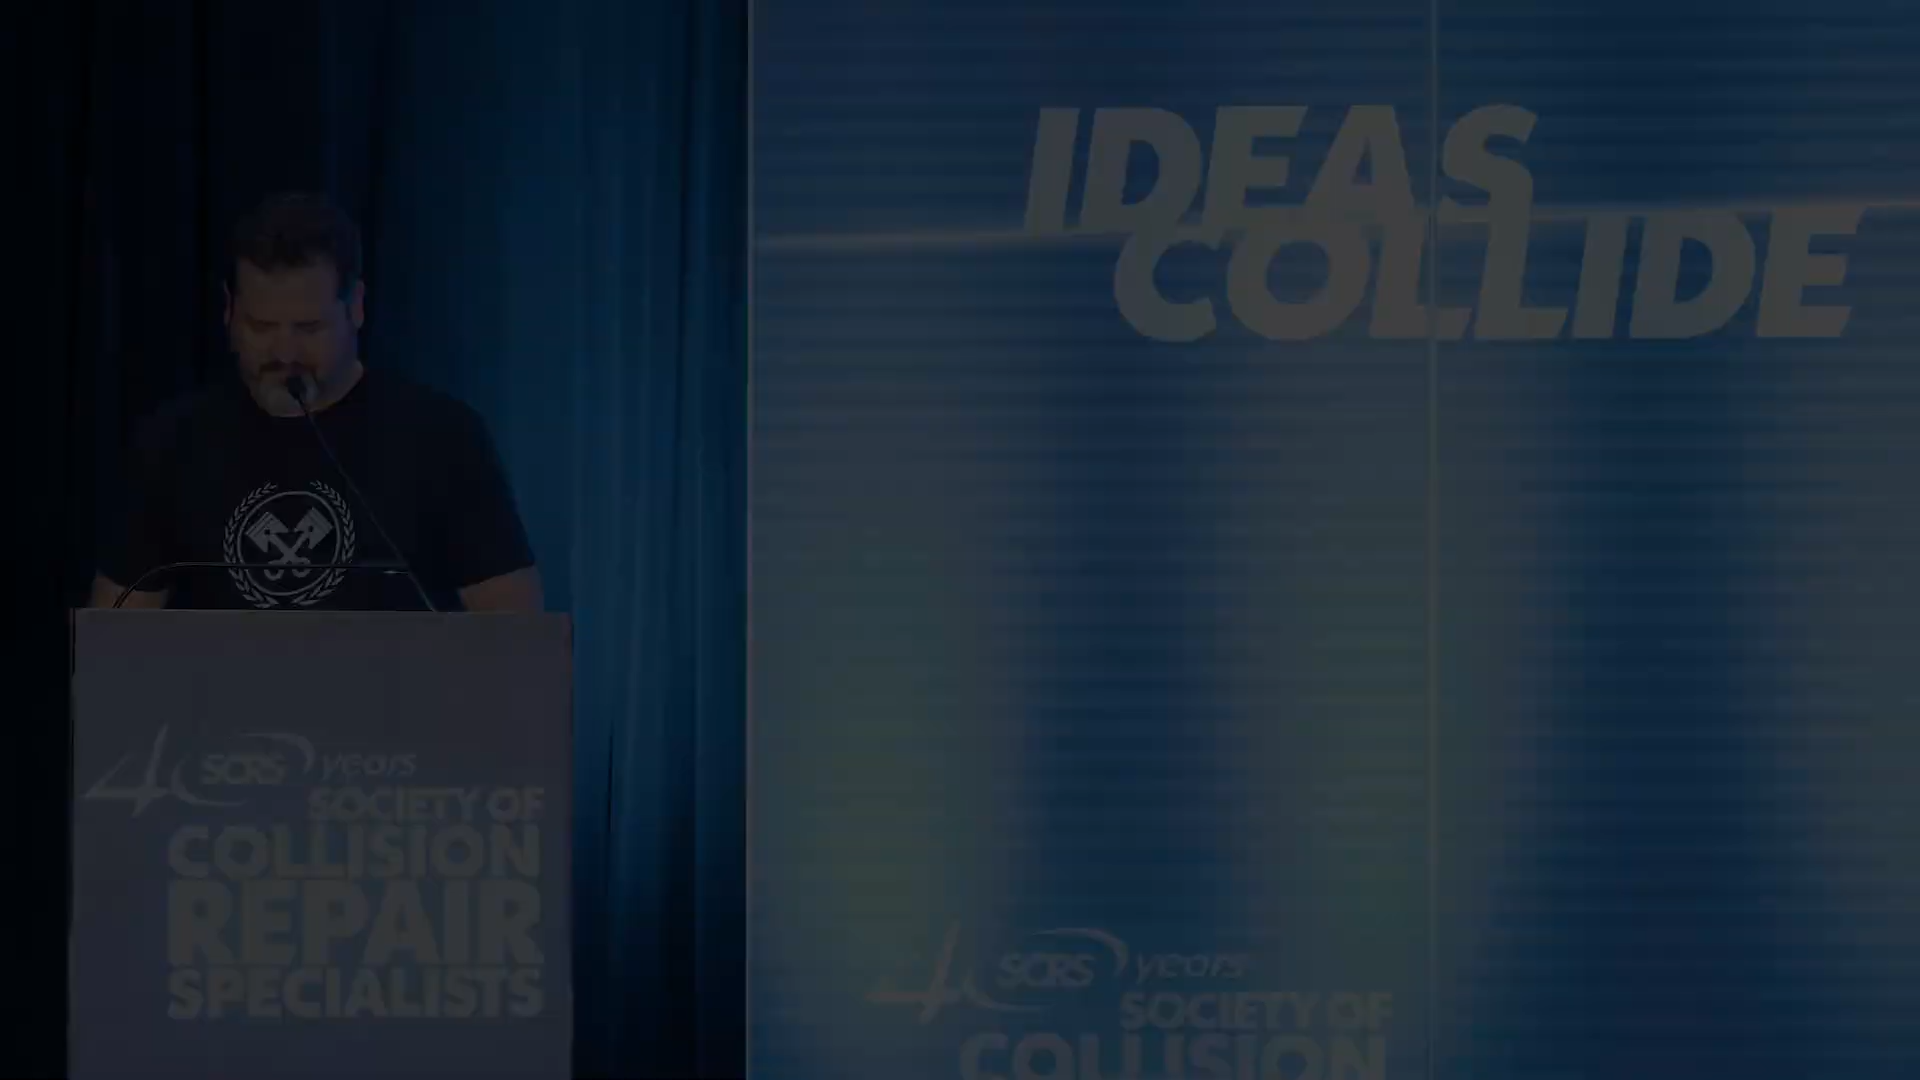 IDEAS
COLLIDE
40 SCRS years
SOCIETY OF
COLLISION
REPAIR
SPECIALISTS
40 SCRS years
SOCIETY OF
COLLISION